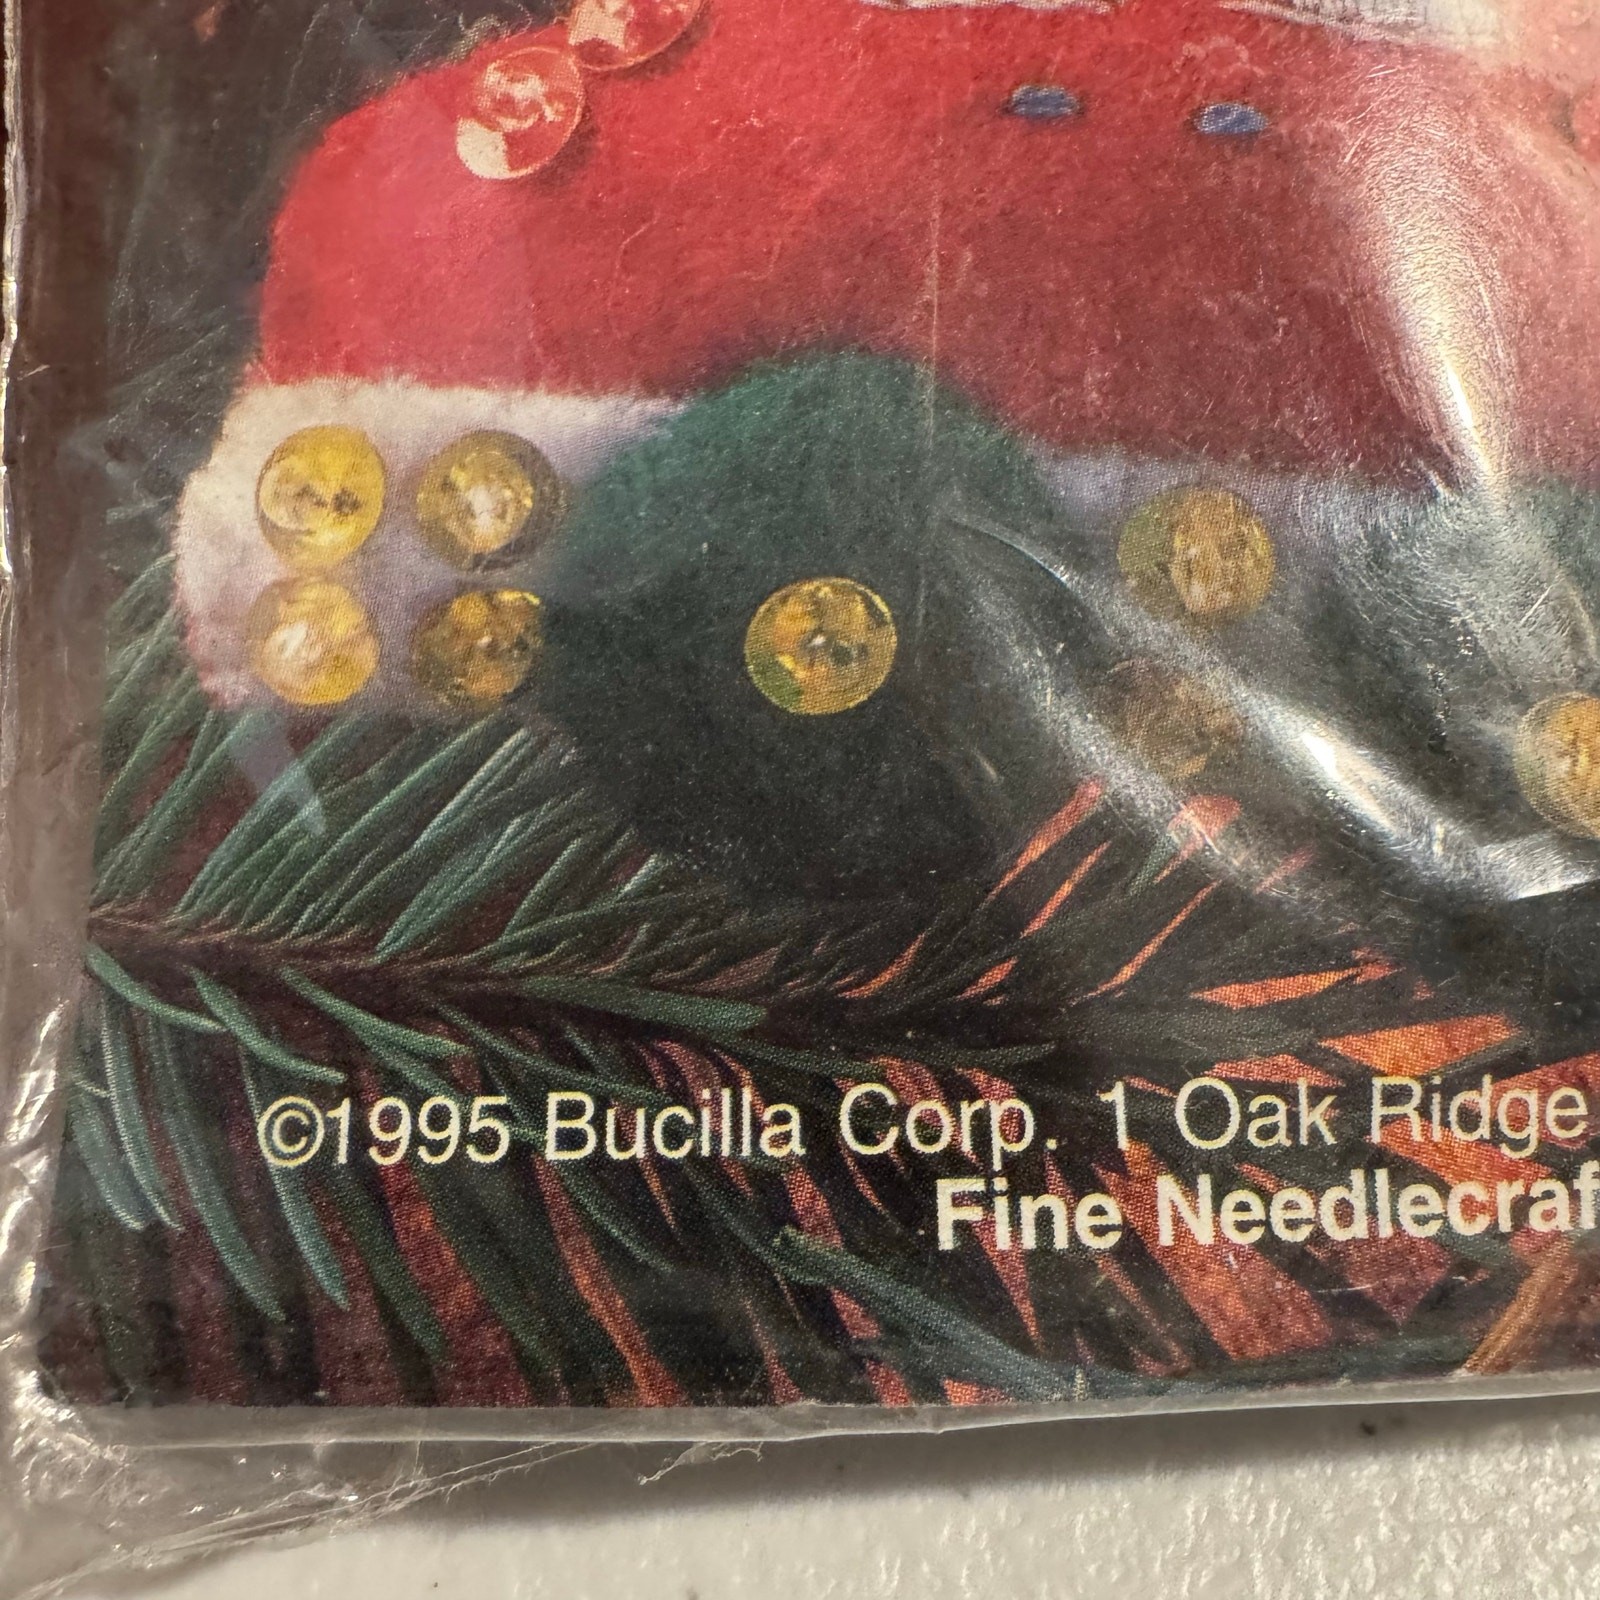 ©1995 Bucilla Corp. 1 Oak Ridge
Fine Needlecraf